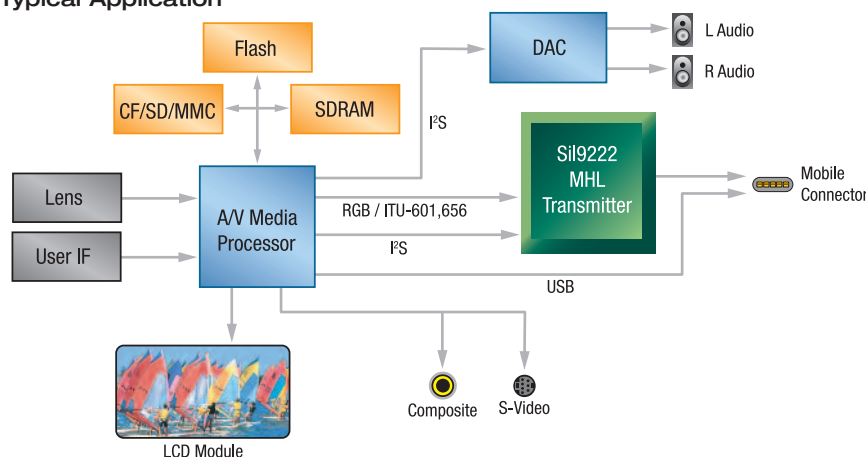 Typical Application
Flash
CF/SD/MMC
SDRAM
DAC
L Audio
R Audio
I²S
Lens
User IF
A/V Media
Processor
RGB / ITU-601,656
I²S
SiI9222
MHL
Transmitter
Mobile
Connector
USB
LCD Module
Composite
S-Video